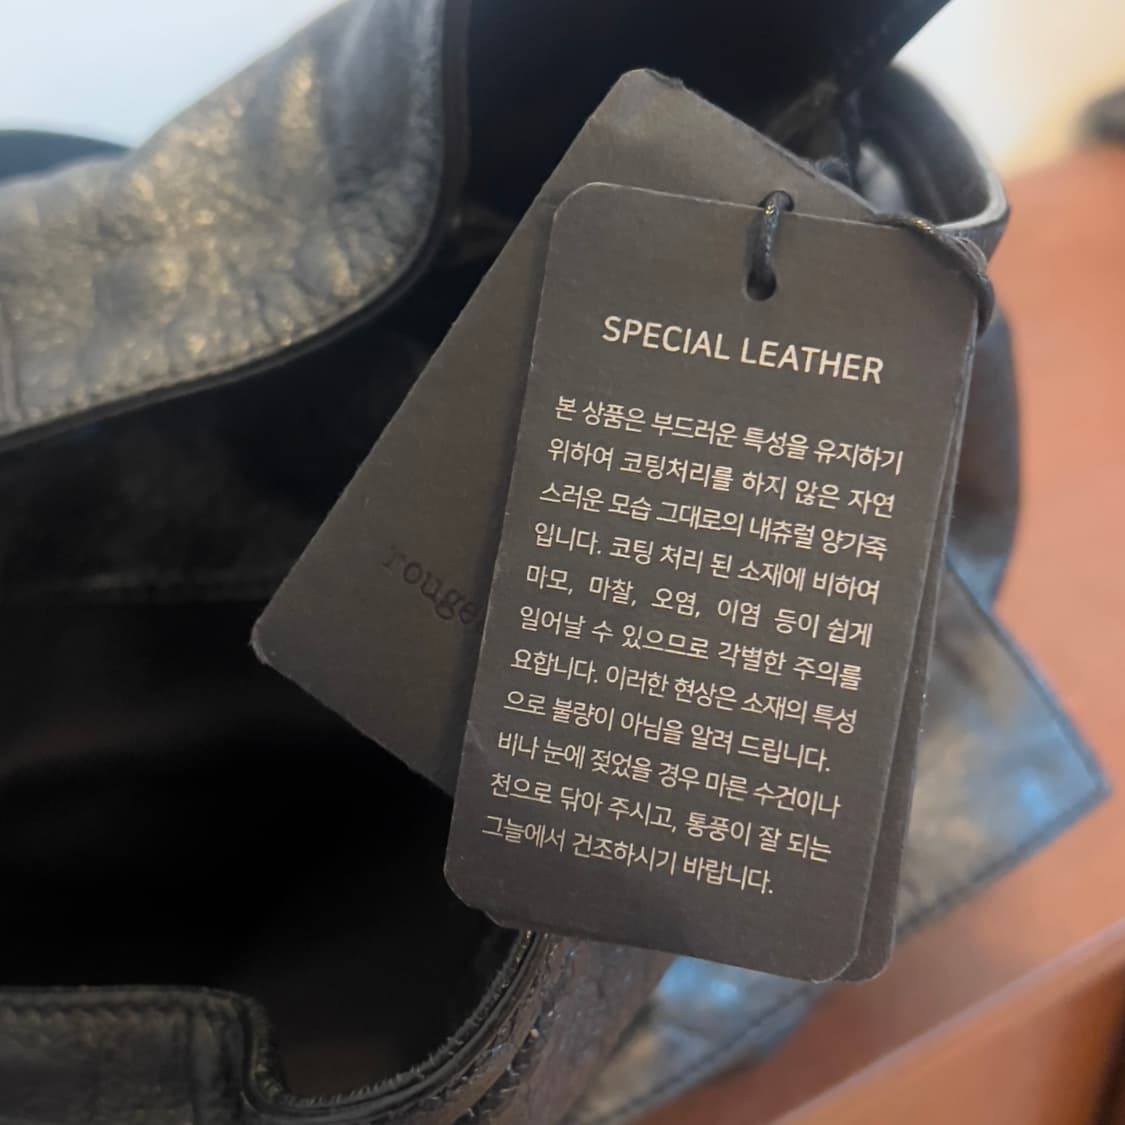 SPECIAL LEATHER
본 상품은 부드러운 특성을 유지하기
위하여 코팅처리를 하지 않은 자연
스러운 모습 그대로의 내츄럴 양가죽
입니다. 코팅 처리 된 소재에 비하여
마모, 마찰, 오염, 이염 등이 쉽게
일어날 수 있으므로 각별한 주의를
요합니다. 이러한 현상은 소재의 특성
으로 불량이 아님을 알려 드립니다.
비나 눈에 젖었을 경우 마른 수건이나
천으로 닦아 주시고, 통풍이 잘 되는
그늘에서 건조하시기 바랍니다.
rouge